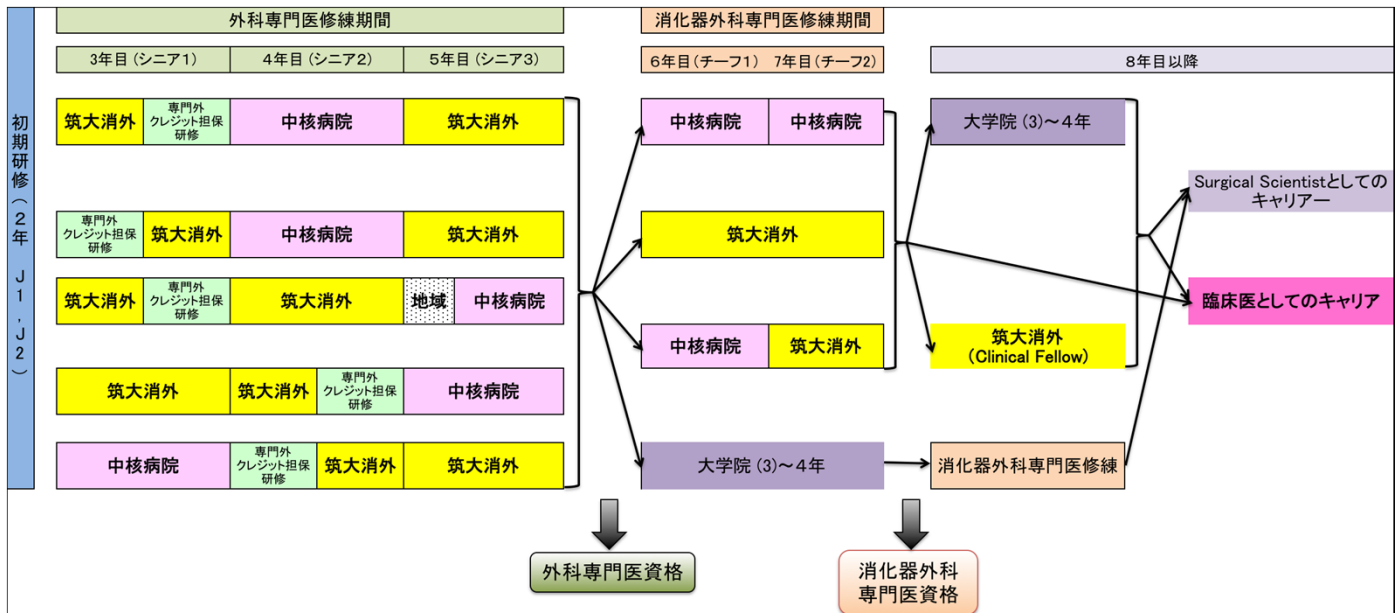 外科専門医修練期間
消化器外科専門医修練期間
3年目(シニア1)
4年目(シニア2)
5年目(シニア3)
6年目(チーフ1)
7年目(チーフ2)
8年目以降
初期研修(2年 J1,J2)
筑大消外
専門外
クレジット担保
研修
中核病院
筑大消外
中核病院
中核病院
大学院 (3)~4年
Surgical Scientistとしての
キャリアー
専門外
クレジット担保
研修
筑大消外
中核病院
筑大消外
筑大消外
筑大消外
専門外
クレジット担保
研修
筑大消外
地域
中核病院
臨床医としてのキャリア
中核病院
筑大消外
筑大消外
(Clinical Fellow)
筑大消外
筑大消外
専門外
クレジット担保
研修
中核病院
中核病院
専門外
クレジット担保
研修
筑大消外
筑大消外
大学院 (3)~4年
消化器外科専門医修練
外科専門医資格
消化器外科
専門医資格